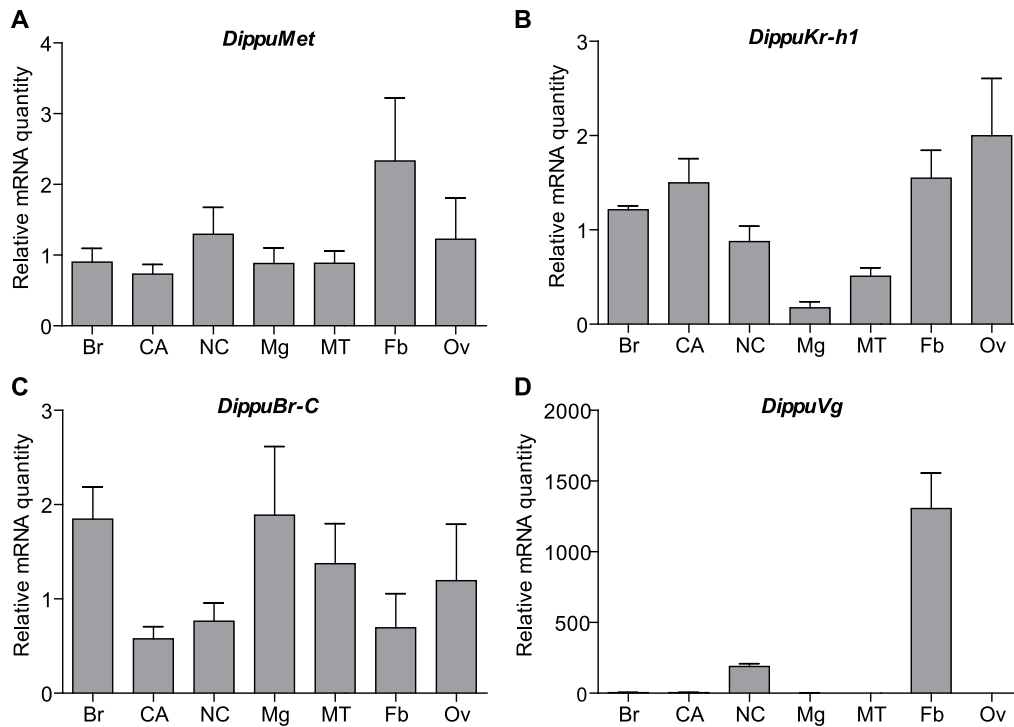 A
DippuMet
Relative mRNA quantity
4
3
2
1
0
Br CA NC Mg MT Fb Ov
B
DippuKr-h1
Relative mRNA quantity
3
2
1
0
Br CA NC Mg MT Fb Ov
C
DippuBr-C
Relative mRNA quantity
3
2
1
0
Br CA NC Mg MT Fb Ov
D
DippuVg
Relative mRNA quantity
2000
1500
1000
500
0
Br CA NC Mg MT Fb Ov